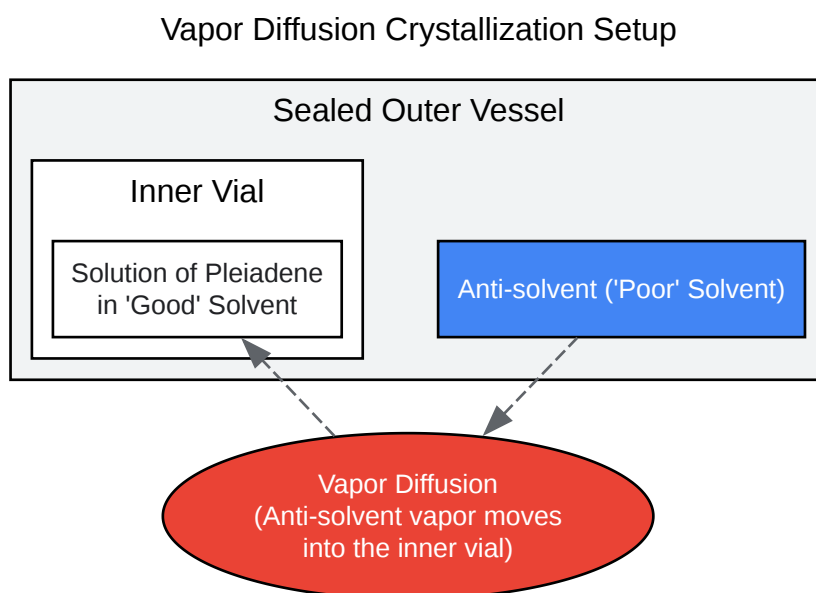 Vapor Diffusion Crystallization Setup
Sealed Outer Vessel
Inner Vial
Solution of Pleiadene
in 'Good' Solvent
Anti-solvent ('Poor' Solvent)
Vapor Diffusion
(Anti-solvent vapor moves
into the inner vial)